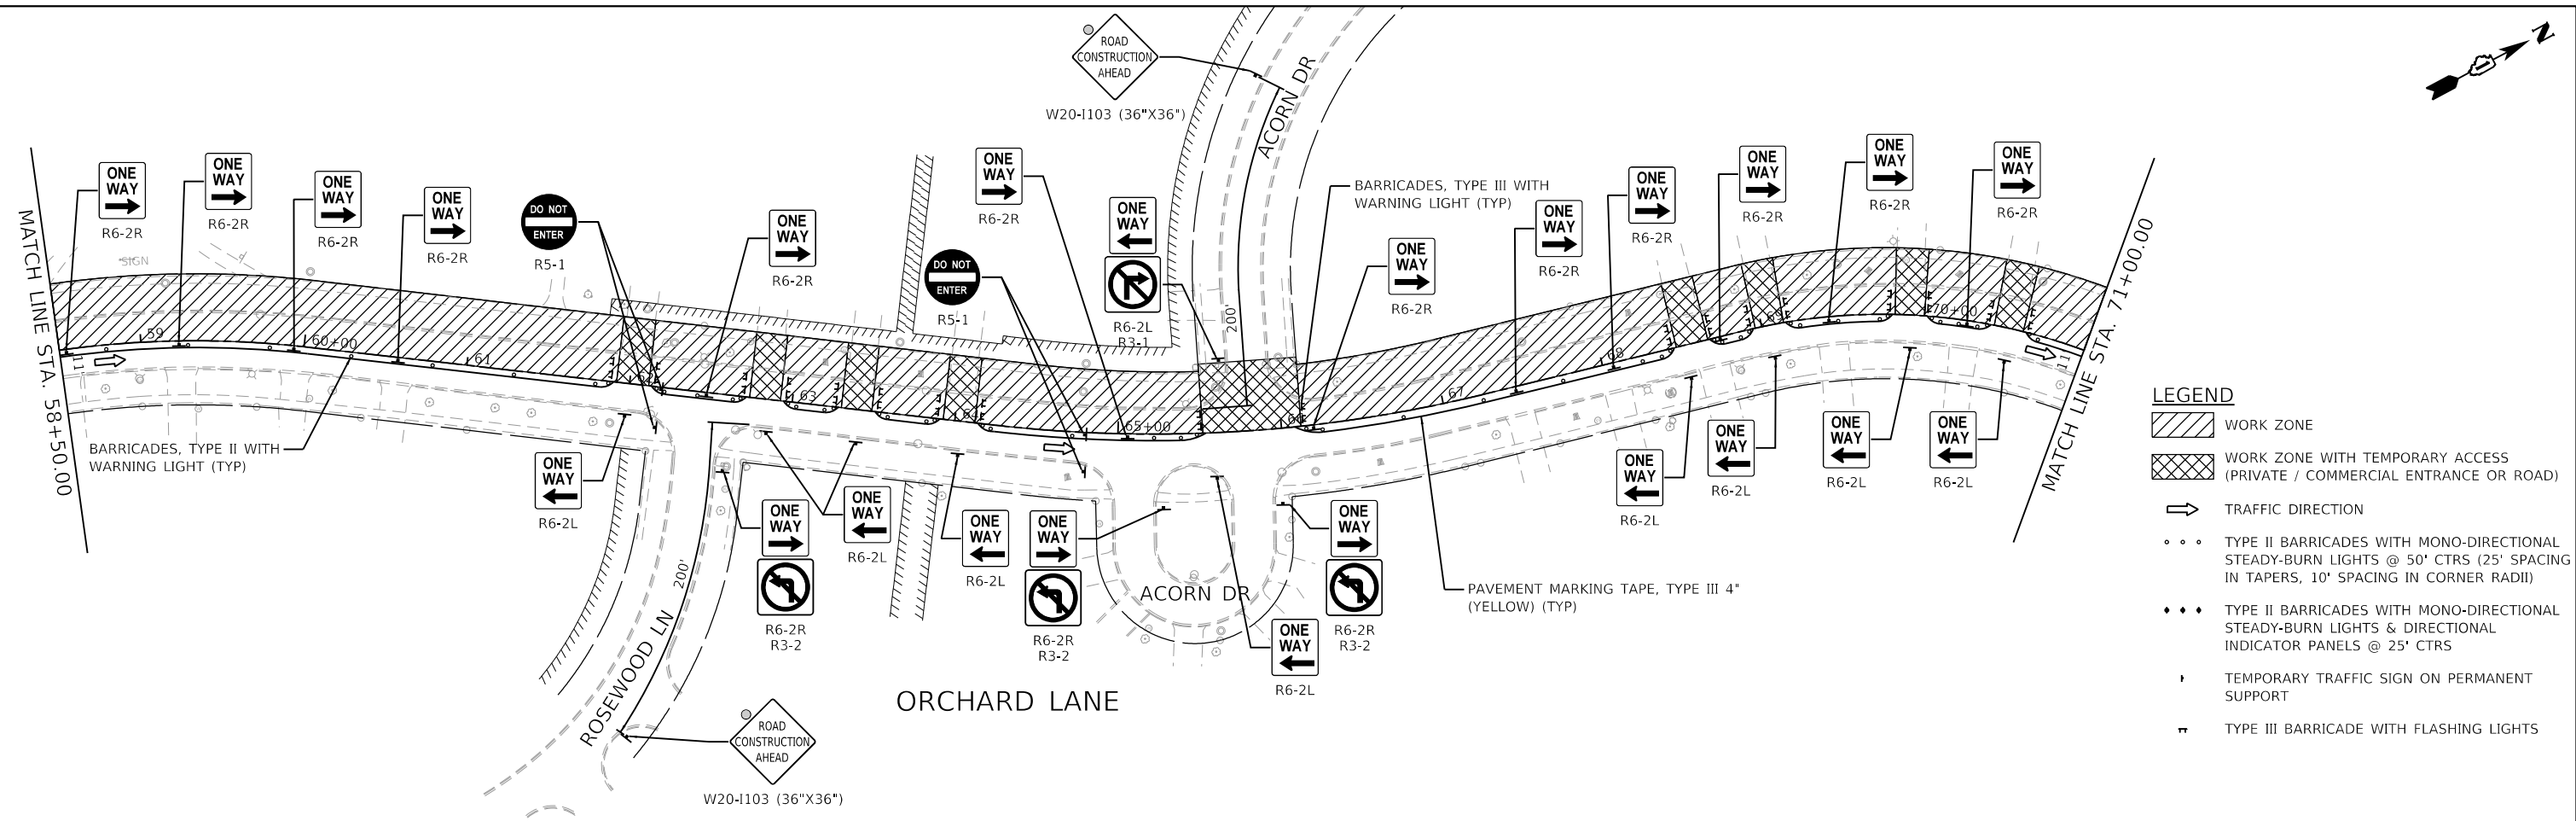 N
ROAD
CONSTRUCTION
AHEAD
W20-I103 (36"X36")
ACORN DR
200'
MATCH LINE STA. 58+50.00
ONE
WAY
R6-2R
ONE
WAY
R6-2R
ONE
WAY
R6-2R
ONE
WAY
R6-2R
DO NOT
ENTER
R5-1
ONE
WAY
R6-2R
DO NOT
ENTER
R5-1
ONE
WAY
R6-2R
ONE
WAY
R6-2L
R3-1
BARRICADES, TYPE III WITH
WARNING LIGHT (TYP)
ONE
WAY
R6-2R
ONE
WAY
R6-2R
ONE
WAY
R6-2R
ONE
WAY
R6-2R
ONE
WAY
R6-2R
ONE
WAY
R6-2R
MATCH LINE STA. 71+00.00
SIGN
11'
59
60+00
61
63
64
65+00
67
68
70+00
11'
BARRICADES, TYPE II WITH
WARNING LIGHT (TYP)
ONE
WAY
R6-2L
ROSEWOOD LN
200'
ONE
WAY
R6-2R
R3-2
ONE
WAY
R6-2L
ONE
WAY
R6-2L
ONE
WAY
R6-2R
R3-2
ACORN DR
ONE
WAY
R6-2L
ONE
WAY
R6-2R
R3-2
PAVEMENT MARKING TAPE, TYPE III 4"
(YELLOW) (TYP)
ONE
WAY
R6-2L
ONE
WAY
R6-2L
ONE
WAY
R6-2L
ONE
WAY
R6-2L
ORCHARD LANE
ROAD
CONSTRUCTION
AHEAD
W20-I103 (36"X36")
LEGEND
WORK ZONE
WORK ZONE WITH TEMPORARY ACCESS
(PRIVATE / COMMERCIAL ENTRANCE OR ROAD)
TRAFFIC DIRECTION
TYPE II BARRICADES WITH MONO-DIRECTIONAL
STEADY-BURN LIGHTS @ 50' CTRS (25' SPACING
IN TAPERS, 10' SPACING IN CORNER RADII)
TYPE II BARRICADES WITH MONO-DIRECTIONAL
STEADY-BURN LIGHTS & DIRECTIONAL
INDICATOR PANELS @ 25' CTRS
TEMPORARY TRAFFIC SIGN ON PERMANENT
SUPPORT
TYPE III BARRICADE WITH FLASHING LIGHTS